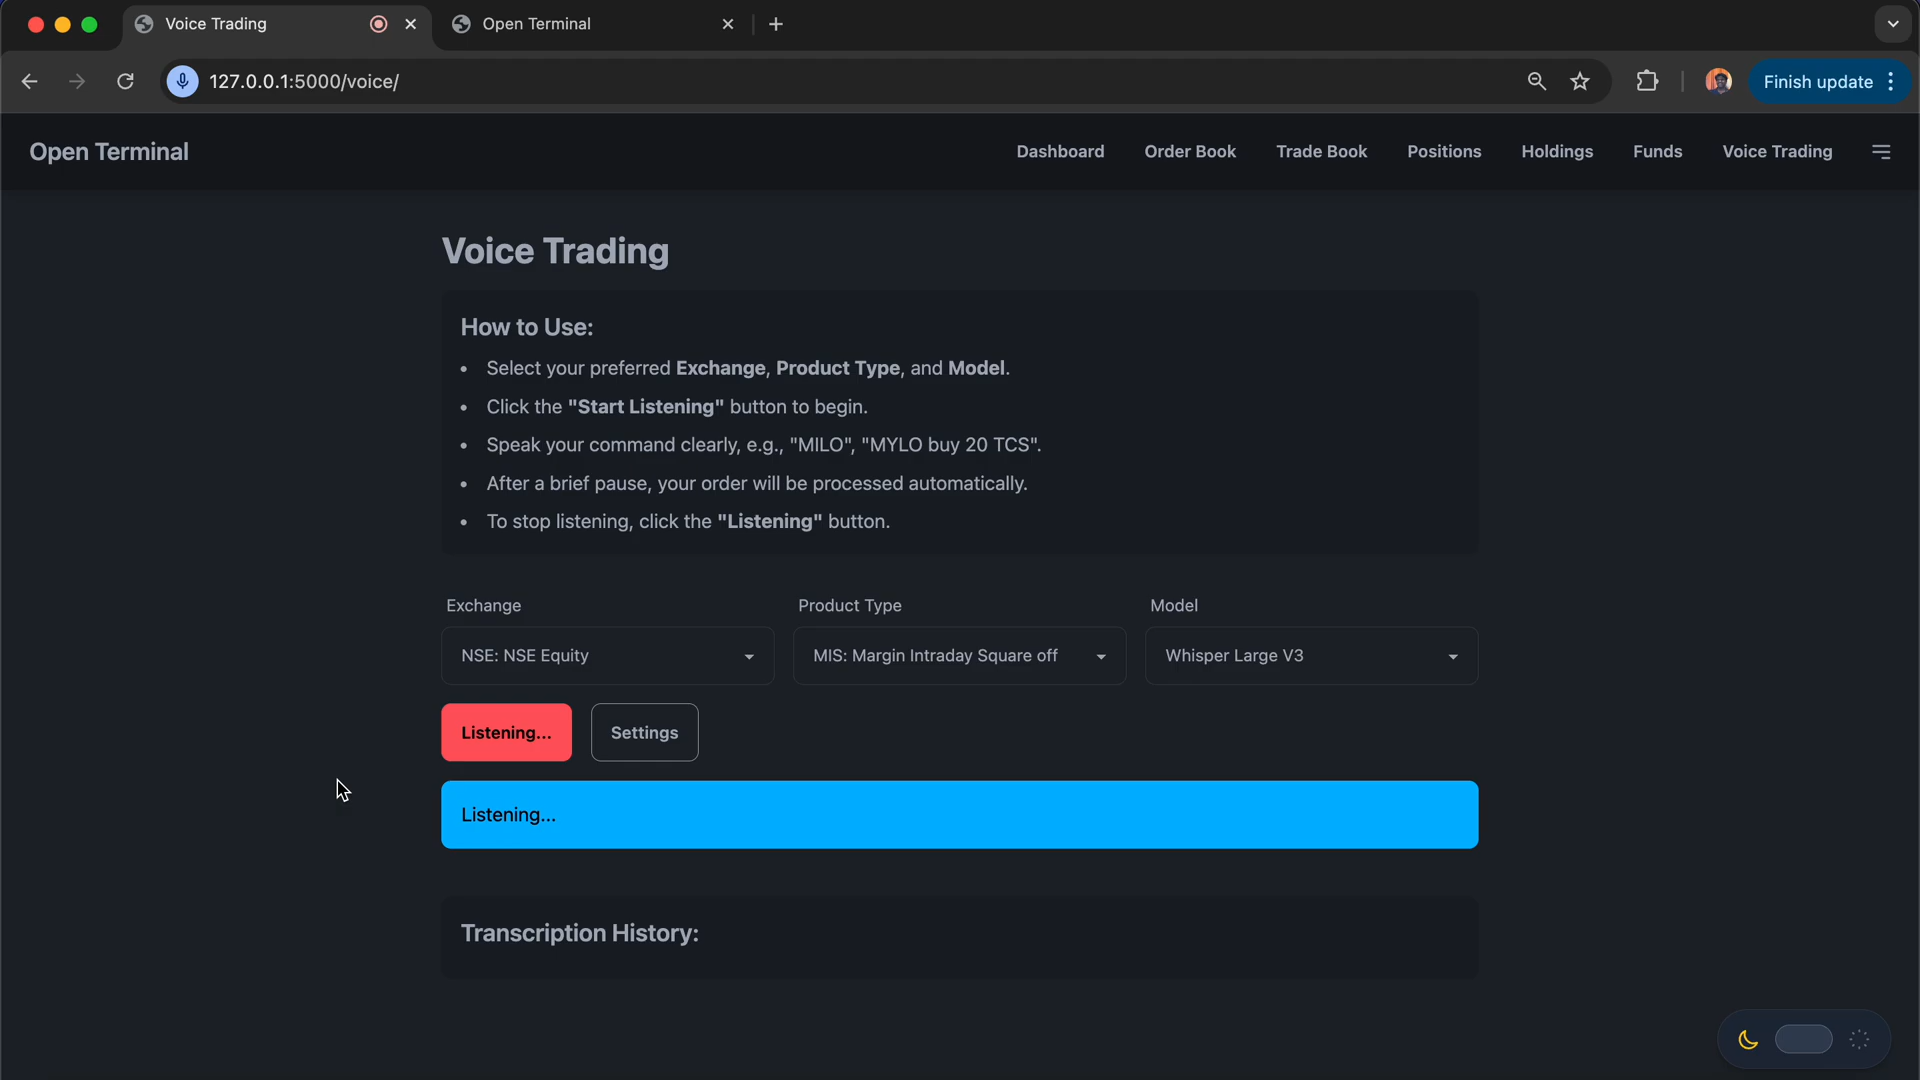 Voice Trading
Open Terminal
127.0.0.1:5000/voice/
Finish update
Open Terminal
Dashboard
Order Book
Trade Book
Positions
Holdings
Funds
Voice Trading
Voice Trading
How to Use:
• Select your preferred Exchange, Product Type, and Model.
• Click the "Start Listening" button to begin.
• Speak your command clearly, e.g., "MILO", "MYLO buy 20 TCS".
• After a brief pause, your order will be processed automatically.
• To stop listening, click the "Listening" button.
Exchange
Product Type
Model
NSE: NSE Equity
MIS: Margin Intraday Square off
Whisper Large V3
Listening...
Settings
Listening...
Transcription History: